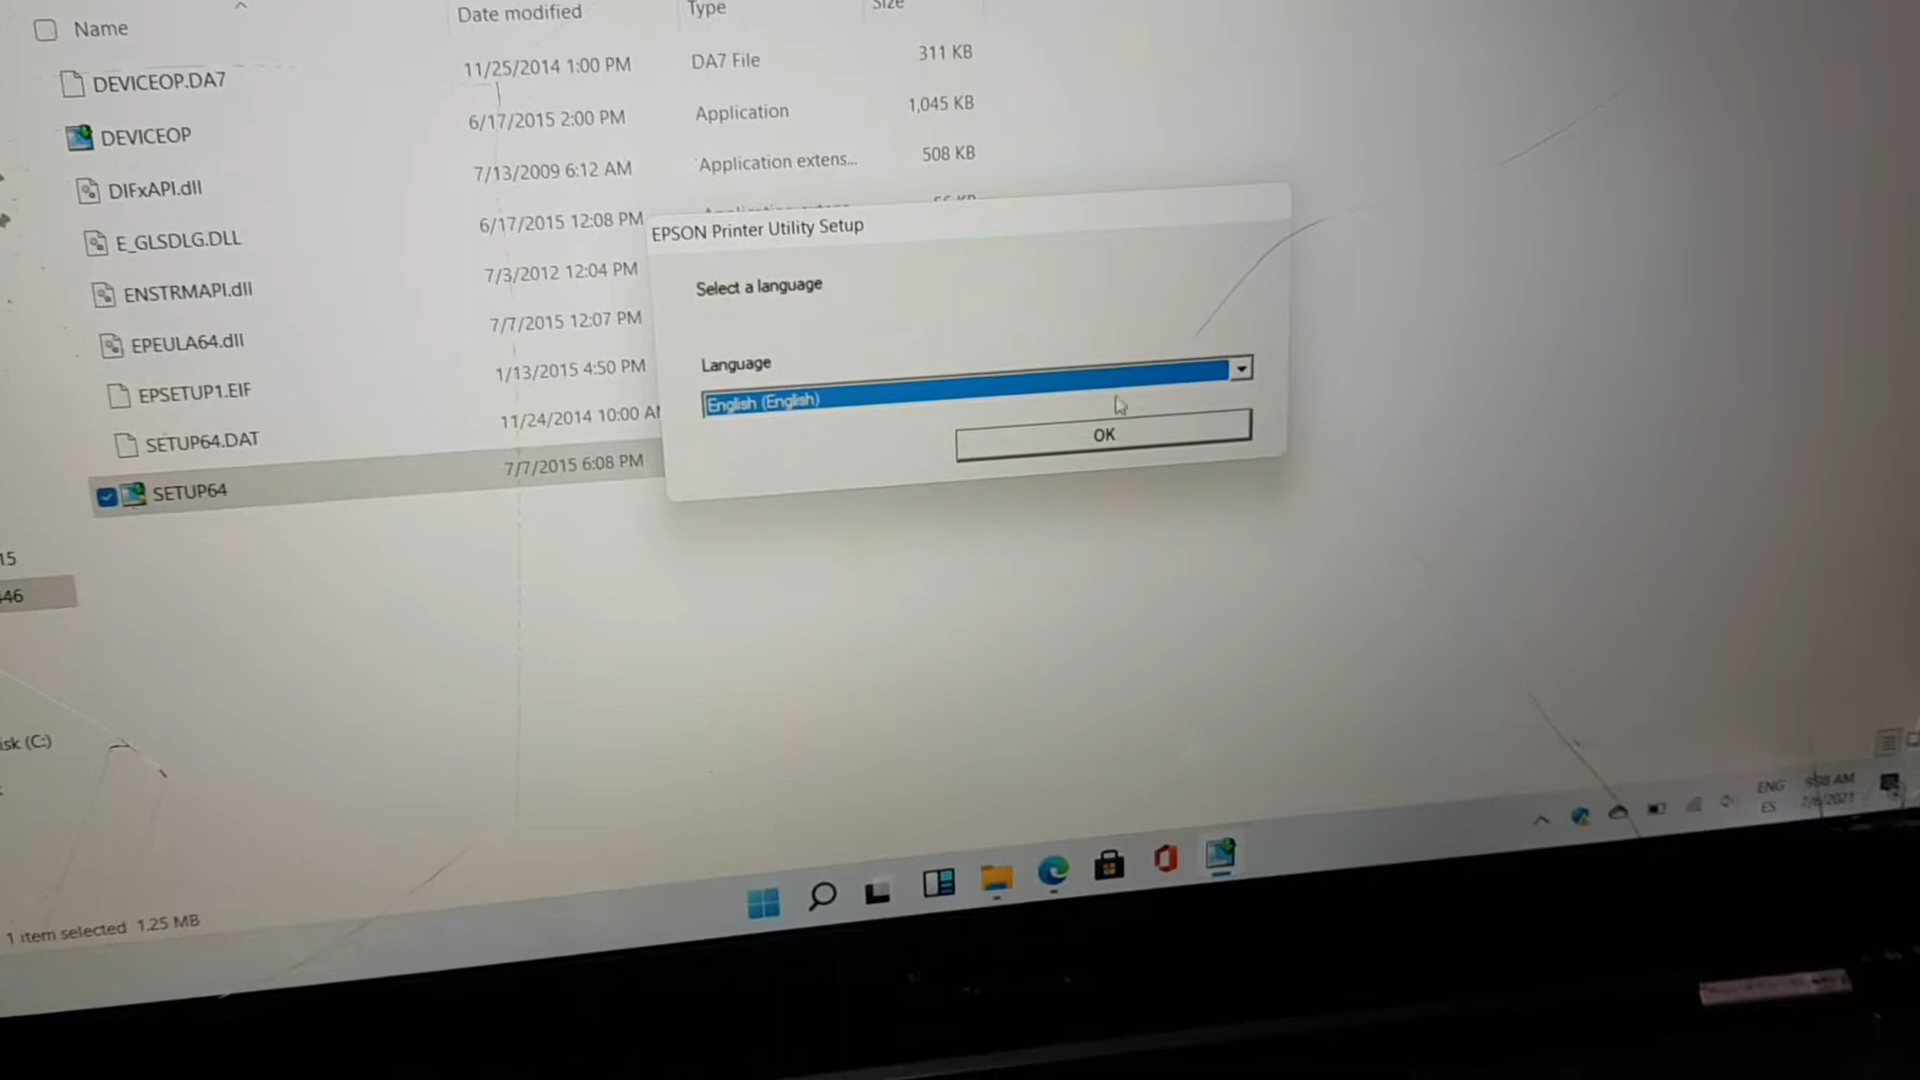 Name Date modified Type Size
DEVICEOP.DA7 11/25/2014 1:00 PM DA7 File 311 KB
DEVICEOP 6/17/2015 2:00 PM Application 1,045 KB
DIFxAPI.dll 7/13/2009 6:12 AM Application extens... 508 KB
E_GLSDLG.DLL 6/17/2015 12:08 PM
ENSTRMAPI.dll 7/3/2012 12:04 PM
EPEULA64.dll 7/7/2015 12:07 PM
EPSETUP1.EIF 1/13/2015 4:50 PM
SETUP64.DAT 11/24/2014 10:00 AM
SETUP64 7/7/2015 6:08 PM
EPSON Printer Utility Setup
Select a language
Language
English (English)
OK
15
46
isk (C:)
1 item selected 1.25 MB
ENG
ES